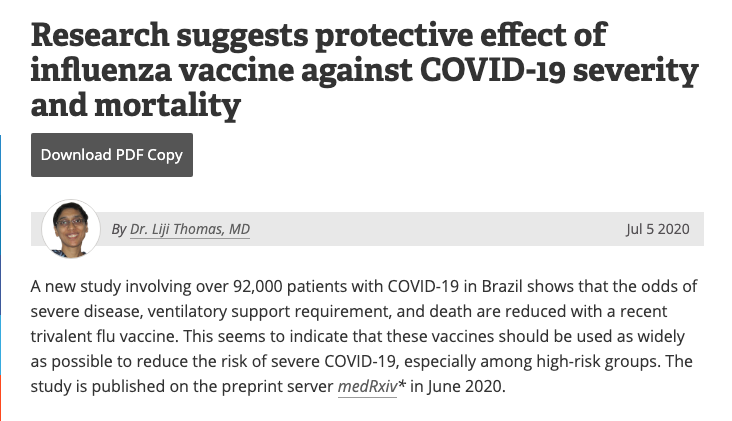 Research suggests protective effect of
influenza vaccine against COVID-19 severity
and mortality
Download PDF Copy
By Dr. Liji Thomas, MD
Jul 5 2020
A new study involving over 92,000 patients with COVID-19 in Brazil shows that the odds of
severe disease, ventilatory support requirement, and death are reduced with a recent
trivalent flu vaccine. This seems to indicate that these vaccines should be used as widely
as possible to reduce the risk of severe COVID-19, especially among high-risk groups. The
study is published on the preprint server medRxiv* in June 2020.